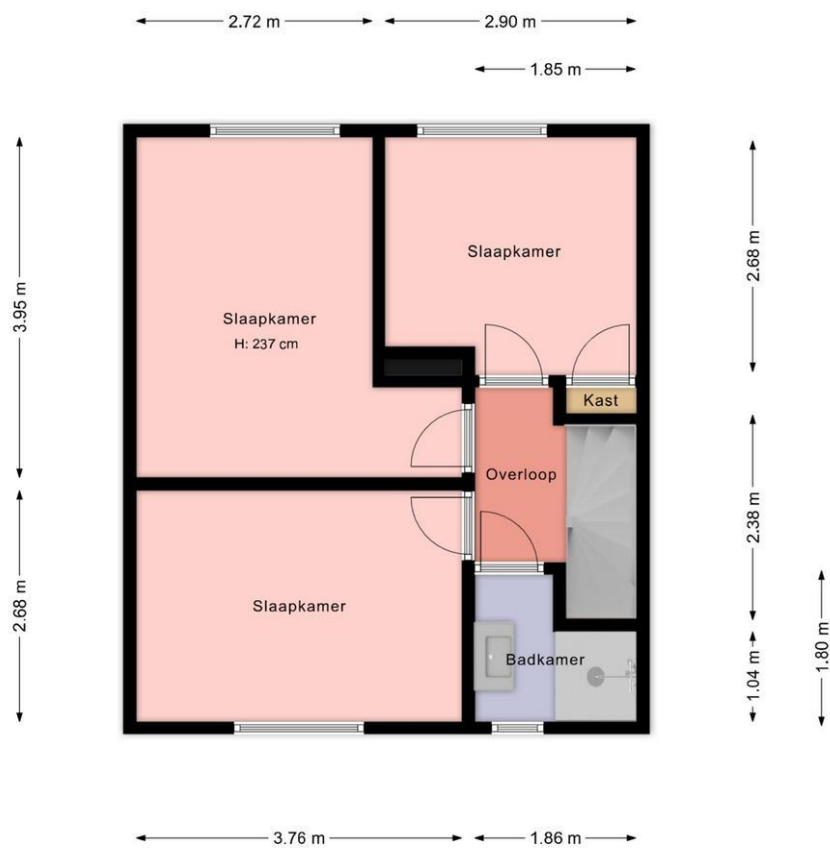 2.72 m
2.90 m
1.85 m
3.95 m
2.68 m
Slaapkamer
Slaapkamer
H: 237 cm
Kast
Overloop
2.38 m
2.68 m
Slaapkamer
Badkamer
1.04 m
1.80 m
3.76 m
1.86 m